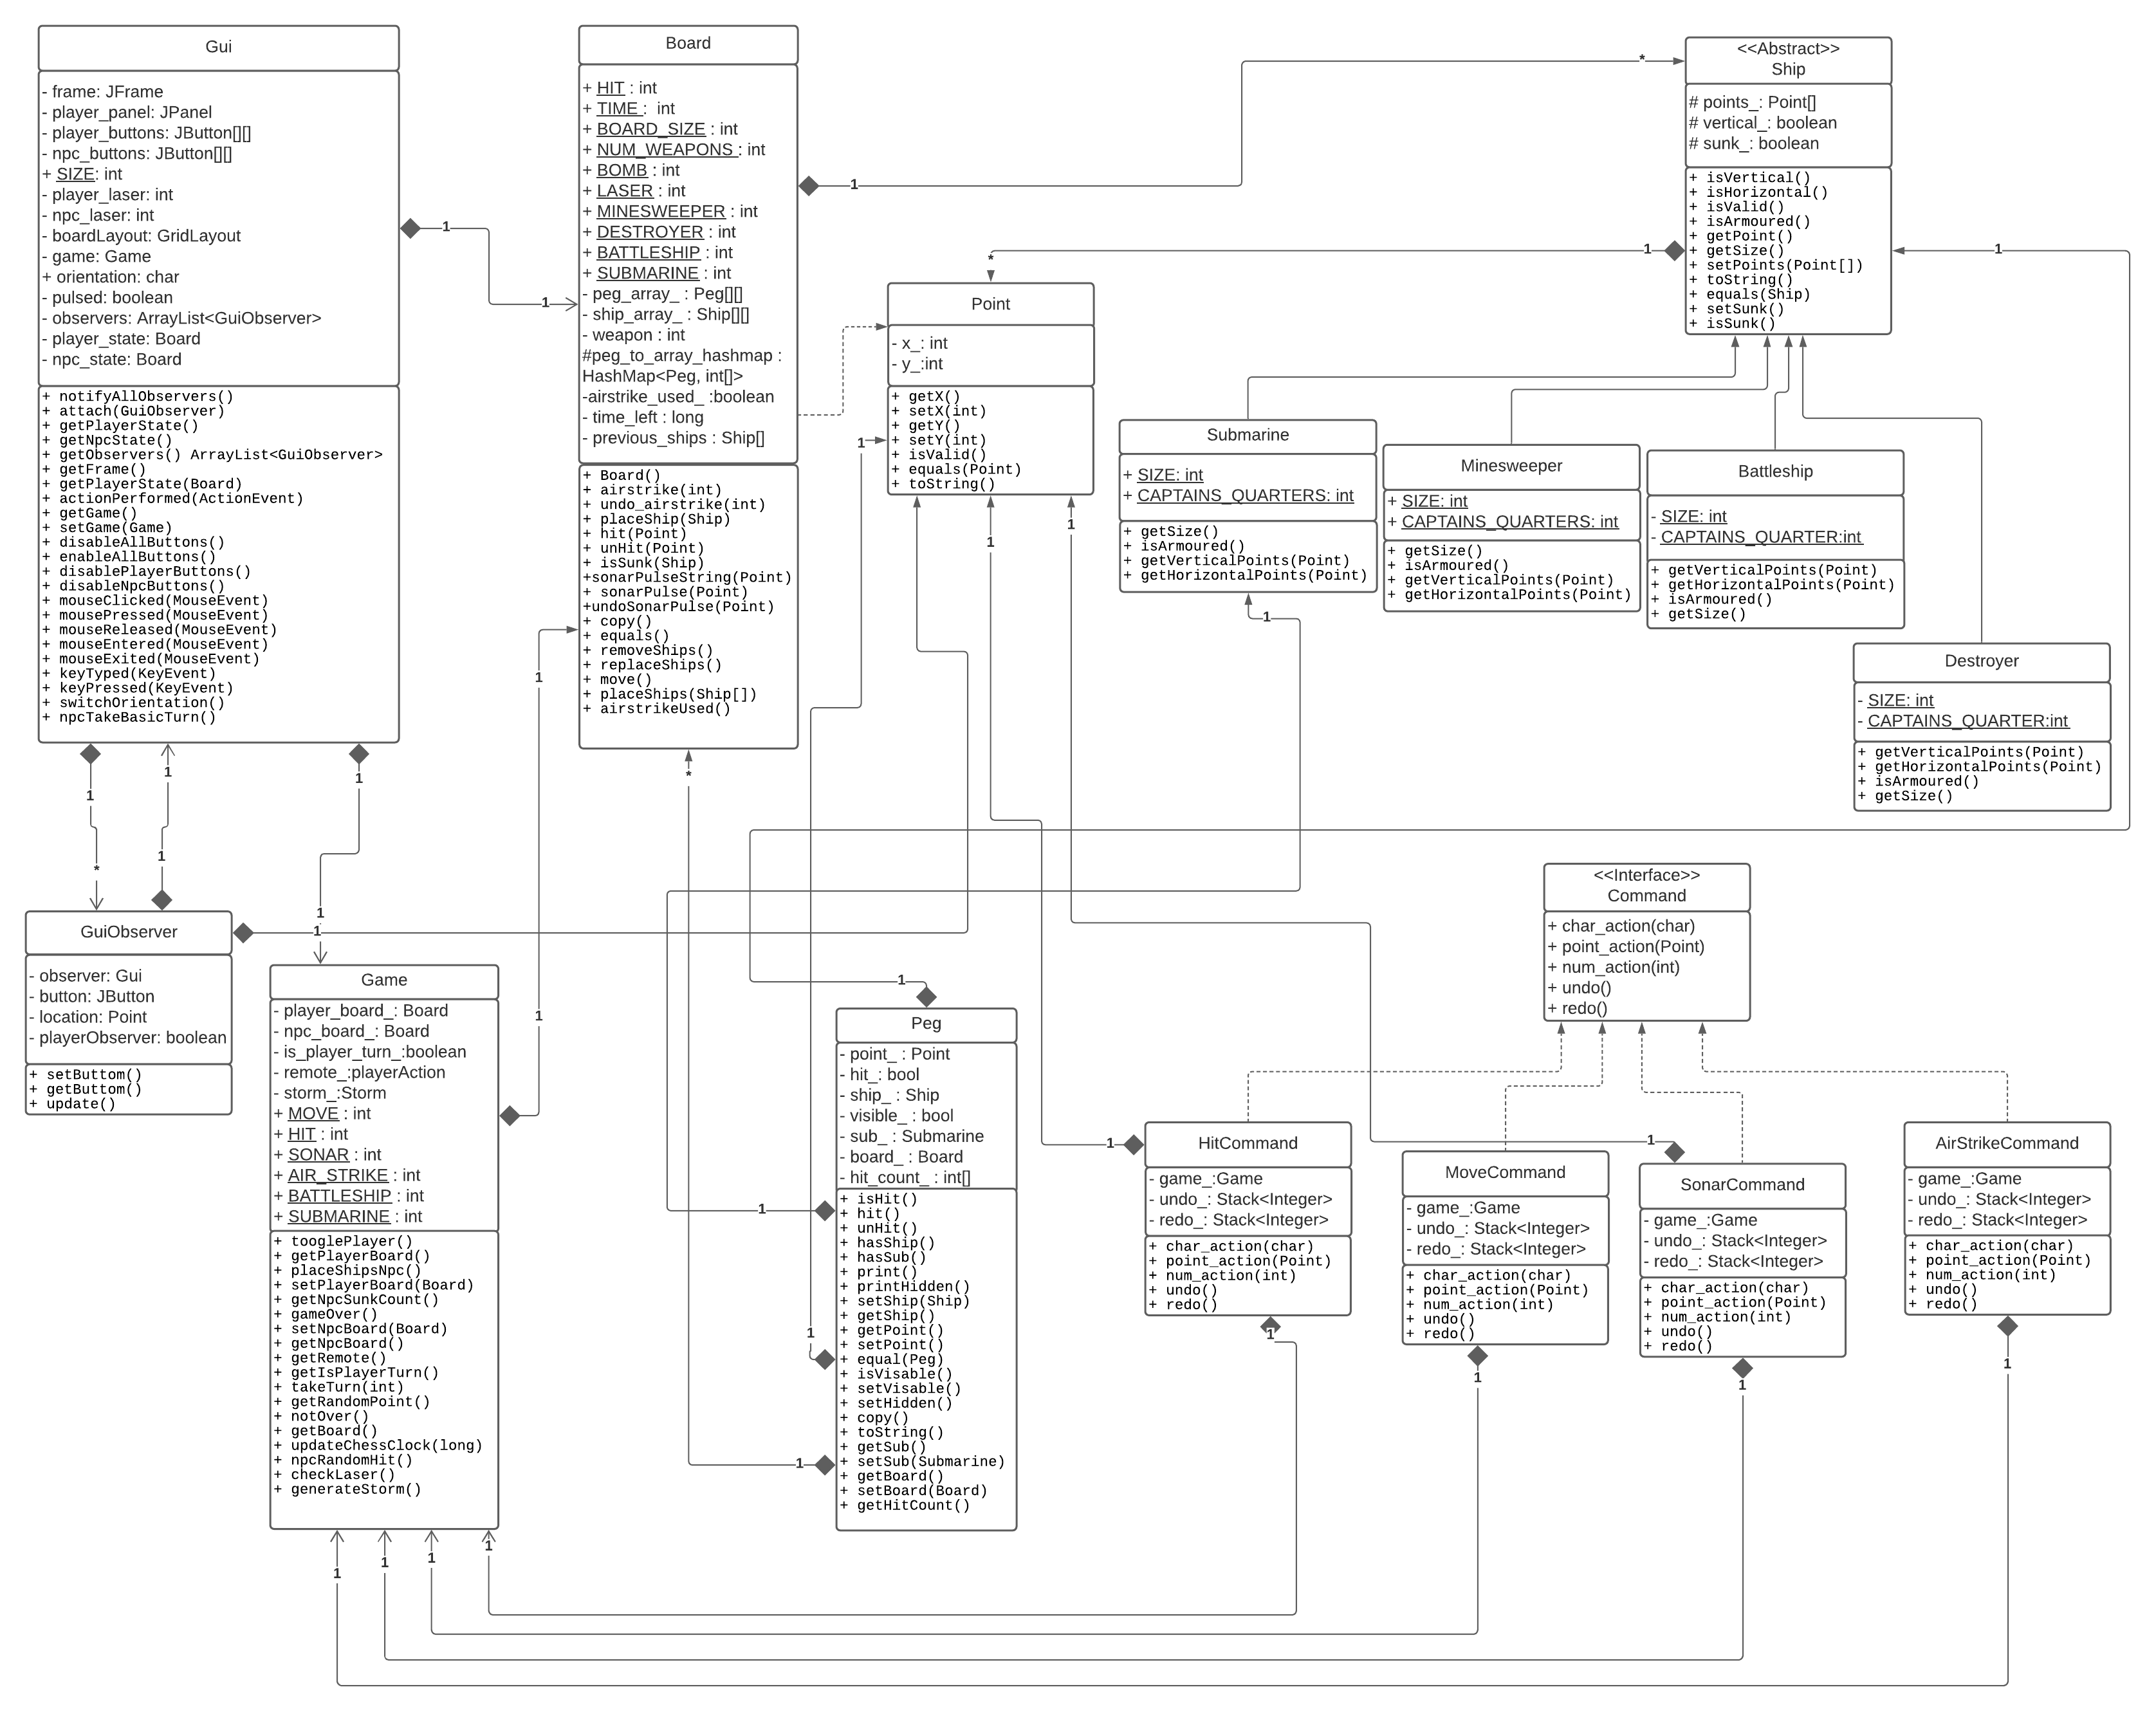 Gui
- frame: JFrame
- player_panel: JPanel
- player_buttons: JButton[][]
- npc_buttons: JButton[][]
+ SIZE: int
- player_laser: int
- npc_laser: int
- boardLayout: GridLayout
- game: Game
+ orientation: char
- pulsed: boolean
- observers: ArrayList<GuiObserver>
- player_state: Board
- npc_state: Board
+ notifyAllObservers()
+ attach(GuiObserver)
+ getPlayerState()
+ getNpcState()
+ getObservers() ArrayList<GuiObserver>
+ getFrame()
+ getPlayerState(Board)
+ actionPerformed(ActionEvent)
+ getGame()
+ setGame(Game)
+ disableAllButtons()
+ enableAllButtons()
+ disablePlayerButtons()
+ disableNpcButtons()
+ mouseClicked(MouseEvent)
+ mousePressed(MouseEvent)
+ mouseReleased(MouseEvent)
+ mouseEntered(MouseEvent)
+ mouseExited(MouseEvent)
+ keyTyped(KeyEvent)
+ keyPressed(KeyEvent)
+ switchOrientation()
+ npcTakeBasicTurn()
1
1
Board
+ HIT : int
+ TIME :  int
+ BOARD_SIZE : int
+ NUM_WEAPONS : int
+ BOMB : int
+ LASER : int
+ MINESWEEPER : int
+ DESTROYER : int
+ BATTLESHIP : int
+ SUBMARINE : int
- peg_array_ : Peg[][]
- ship_array_ : Ship[][]
- weapon : int
#peg_to_array_hashmap :
HashMap<Peg, int[]>
-airstrike_used_ :boolean
- time_left : long
- previous_ships : Ship[]
+ Board()
+ airstrike(int)
+ undo_airstrike(int)
+ placeShip(Ship)
+ hit(Point)
+ unHit(Point)
+ isSunk(Ship)
+sonarPulseString(Point)
+ sonarPulse(Point)
+undoSonarPulse(Point)
+ copy()
+ equals()
+ removeShips()
+ replaceShips()
+ move()
+ placeShips(Ship[])
+ airstrikeUsed()
1
*
<<Abstract>>
Ship
# points_: Point[]
# vertical_: boolean
# sunk_: boolean
+ isVertical()
+ isHorizontal()
+ isValid()
+ isArmoured()
+ getPoint()
+ getSize()
+ setPoints(Point[])
+ toString()
+ equals(Ship)
+ setSunk()
+ isSunk()
1
1
*
Point
- x_: int
- y_:int
+ getX()
+ setX(int)
+ getY()
+ setY(int)
+ isValid()
+ equals(Point)
+ toString()
1
1
1
Submarine
+ SIZE: int
+ CAPTAINS_QUARTERS: int
+ getSize()
+ isArmoured()
+ getVerticalPoints(Point)
+ getHorizontalPoints(Point)
1
Minesweeper
+ SIZE: int
+ CAPTAINS_QUARTERS: int
+ getSize()
+ isArmoured()
+ getVerticalPoints(Point)
+ getHorizontalPoints(Point)
Battleship
- SIZE: int
- CAPTAINS_QUARTER:int
+ getVerticalPoints(Point)
+ getHorizontalPoints(Point)
+ isArmoured()
+ getSize()
Destroyer
- SIZE: int
- CAPTAINS_QUARTER:int
+ getVerticalPoints(Point)
+ getHorizontalPoints(Point)
+ isArmoured()
+ getSize()
1
*
1
1
1
1
1
1
1
*
GuiObserver
- observer: Gui
- button: JButton
- location: Point
- playerObserver: boolean
+ setButtom()
+ getButtom()
+ update()
Game
- player_board_: Board
- npc_board_: Board
- is_player_turn_:boolean
- remote_:playerAction
- storm_:Storm
+ MOVE : int
+ HIT : int
+ SONAR : int
+ AIR_STRIKE : int
+ BATTLESHIP : int
+ SUBMARINE : int
+ tooglePlayer()
+ getPlayerBoard()
+ placeShipsNpc()
+ setPlayerBoard(Board)
+ getNpcSunkCount()
+ gameOver()
+ setNpcBoard(Board)
+ getNpcBoard()
+ getRemote()
+ getIsPlayerTurn()
+ takeTurn(int)
+ getRandomPoint()
+ notOver()
+ getBoard()
+ updateChessClock(long)
+ npcRandomHit()
+ checkLaser()
+ generateStorm()
1
1
Peg
- point_ : Point
- hit_: bool
- ship_ : Ship
- visible_ : bool
- sub_ : Submarine
- board_ : Board
- hit_count_ : int[]
+ isHit()
+ hit()
+ unHit()
+ hasShip()
+ hasSub()
+ print()
+ printHidden()
+ setShip(Ship)
+ getShip()
+ getPoint()
+ setPoint()
+ equal(Peg)
+ isVisable()
+ setVisable()
+ setHidden()
+ copy()
+ toString()
+ getSub()
+ setSub(Submarine)
+ getBoard()
+ setBoard(Board)
+ getHitCount()
1
1
1
<<Interface>>
Command
+ char_action(char)
+ point_action(Point)
+ num_action(int)
+ undo()
+ redo()
1
HitCommand
- game_:Game
- undo_: Stack<Integer>
- redo_: Stack<Integer>
+ char_action(char)
+ point_action(Point)
+ num_action(int)
+ undo()
+ redo()
1
MoveCommand
- game_:Game
- undo_: Stack<Integer>
- redo_: Stack<Integer>
+ char_action(char)
+ point_action(Point)
+ num_action(int)
+ undo()
+ redo()
1
1
SonarCommand
- game_:Game
- undo_: Stack<Integer>
- redo_: Stack<Integer>
+ char_action(char)
+ point_action(Point)
+ num_action(int)
+ undo()
+ redo()
1
AirStrikeCommand
- game_:Game
- undo_: Stack<Integer>
- redo_: Stack<Integer>
+ char_action(char)
+ point_action(Point)
+ num_action(int)
+ undo()
+ redo()
1
1
1
1
1